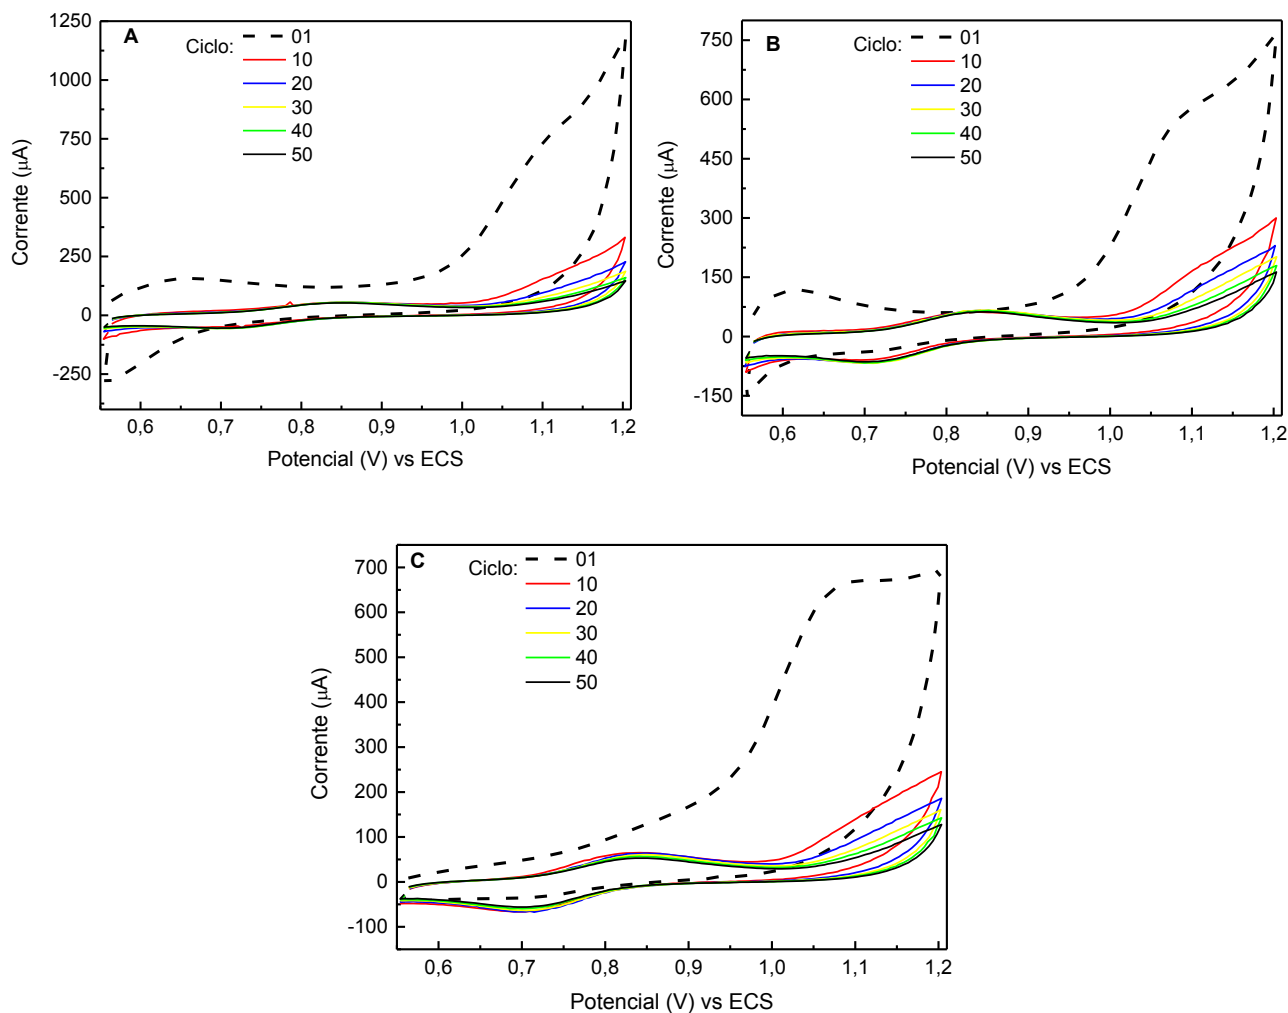 A
Ciclo:
01
10
20
30
40
50
1250
1000
750
500
250
0
-250
Corrente (μA)
0,6 0,7 0,8 0,9 1,0 1,1 1,2
Potencial (V) vs ECS
B
Ciclo:
01
10
20
30
40
50
750
600
450
300
150
0
-150
Corrente (μA)
0,6 0,7 0,8 0,9 1,0 1,1 1,2
Potencial (V) vs ECS
C
Ciclo:
01
10
20
30
40
50
700
600
500
400
300
200
100
0
-100
Corrente (μA)
0,6 0,7 0,8 0,9 1,0 1,1 1,2
Potencial (V) vs ECS